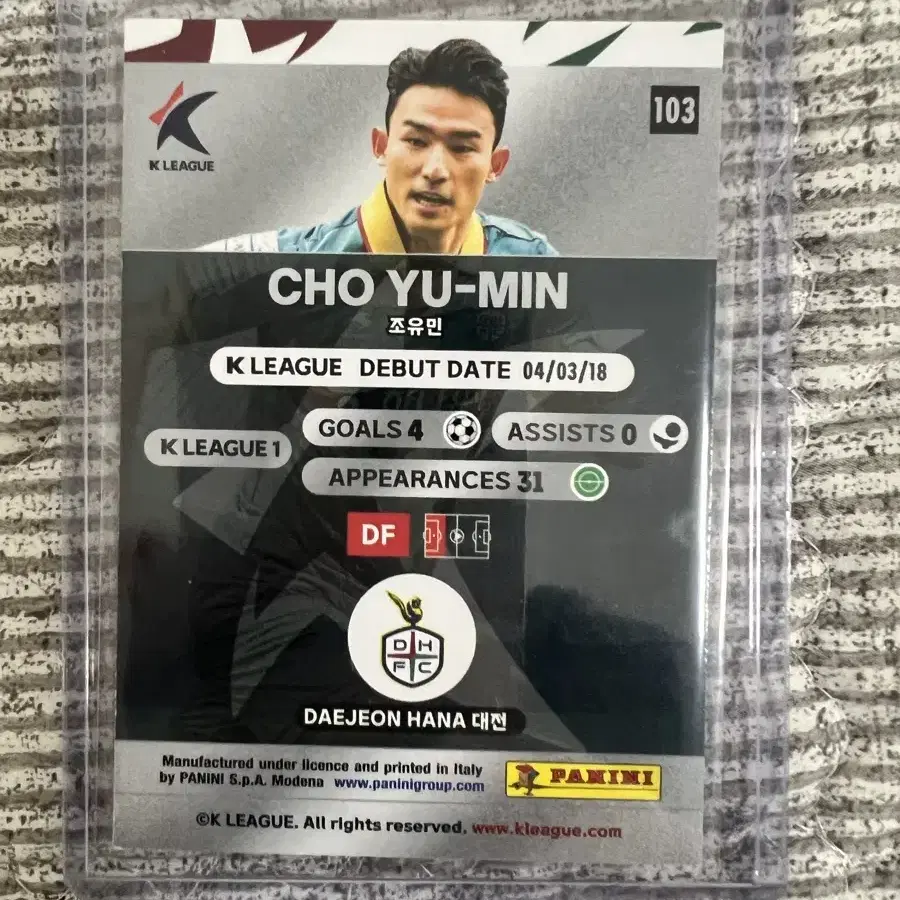 103
K LEAGUE
CHO YU-MIN
조유민
K LEAGUE DEBUT DATE 04/03/18
GOALS 4
ASSISTS 0
K LEAGUE 1
APPEARANCES 31
DF
D H
F C
DAEJEON HANA 대전
Manufactured under licence and printed in Italy
by PANINI S.p.A. Modena www.paninigroup.com
PANINI
©K LEAGUE. All rights reserved. www.kleague.com